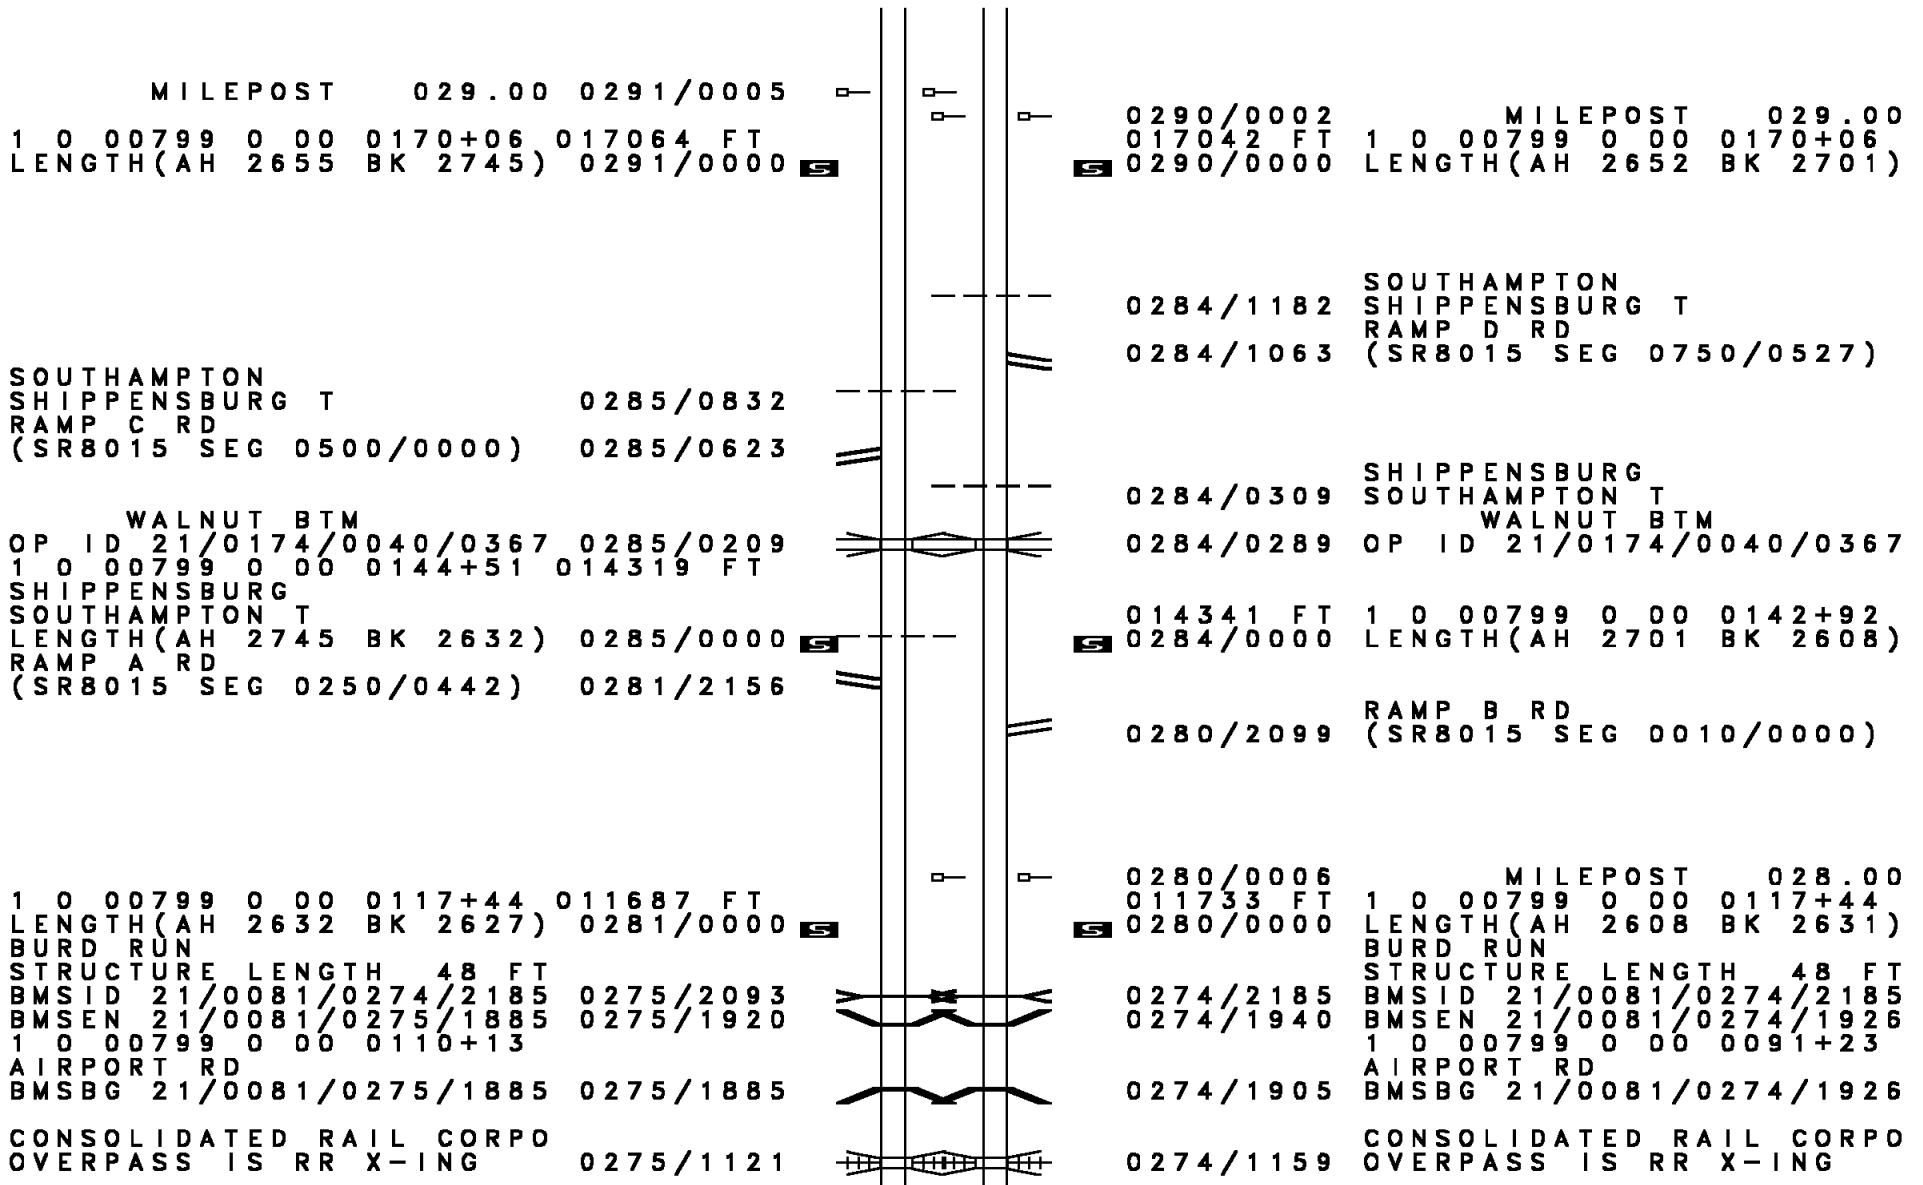 MILEPOST 029.00 0291/0005
0290/0002 MILEPOST 029.00
1 0 00799 0 00 0170+06 017064 FT
017042 FT 1 0 00799 0 00 0170+06
LENGTH(AH 2655 BK 2745) 0291/0000 S
S 0290/0000 LENGTH(AH 2652 BK 2701)
SOUTHAMPTON
0284/1182 SHIPPENSBURG T
RAMP D RD
0284/1063 (SR8015 SEG 0750/0527)
SOUTHAMPTON
SHIPPENSBURG T 0285/0832
RAMP C RD
(SR8015 SEG 0500/0000) 0285/0623
SHIPPENSBURG
0284/0309 SOUTHAMPTON T
WALNUT BTM
WALNUT BTM
OP ID 21/0174/0040/0367 0285/0209
0284/0289 OP ID 21/0174/0040/0367
1 0 00799 0 00 0144+51 014319 FT
SHIPPENSBURG
SOUTHAMPTON T
014341 FT 1 0 00799 0 00 0142+92
LENGTH(AH 2745 BK 2632) 0285/0000 S
S 0284/0000 LENGTH(AH 2701 BK 2608)
RAMP A RD
(SR8015 SEG 0250/0442) 0281/2156
RAMP B RD
0280/2099 (SR8015 SEG 0010/0000)
0280/0006 MILEPOST 028.00
1 0 00799 0 00 0117+44 011687 FT
011733 FT 1 0 00799 0 00 0117+44
LENGTH(AH 2632 BK 2627) 0281/0000 S
S 0280/0000 LENGTH(AH 2608 BK 2631)
BURD RUN
BURD RUN
STRUCTURE LENGTH 48 FT
STRUCTURE LENGTH 48 FT
BMSID 21/0081/0274/2185 0275/2093
0274/2185 BMSID 21/0081/0274/2185
BMSEN 21/0081/0275/1885 0275/1920
0274/1940 BMSEN 21/0081/0274/1926
1 0 00799 0 00 0110+13
1 0 00799 0 00 0091+23
AIRPORT RD
AIRPORT RD
BMSBG 21/0081/0275/1885 0275/1885
0274/1905 BMSBG 21/0081/0274/1926
CONSOLIDATED RAIL CORPO
CONSOLIDATED RAIL CORPO
OVERPASS IS RR X-ING 0275/1121
0274/1159 OVERPASS IS RR X-ING